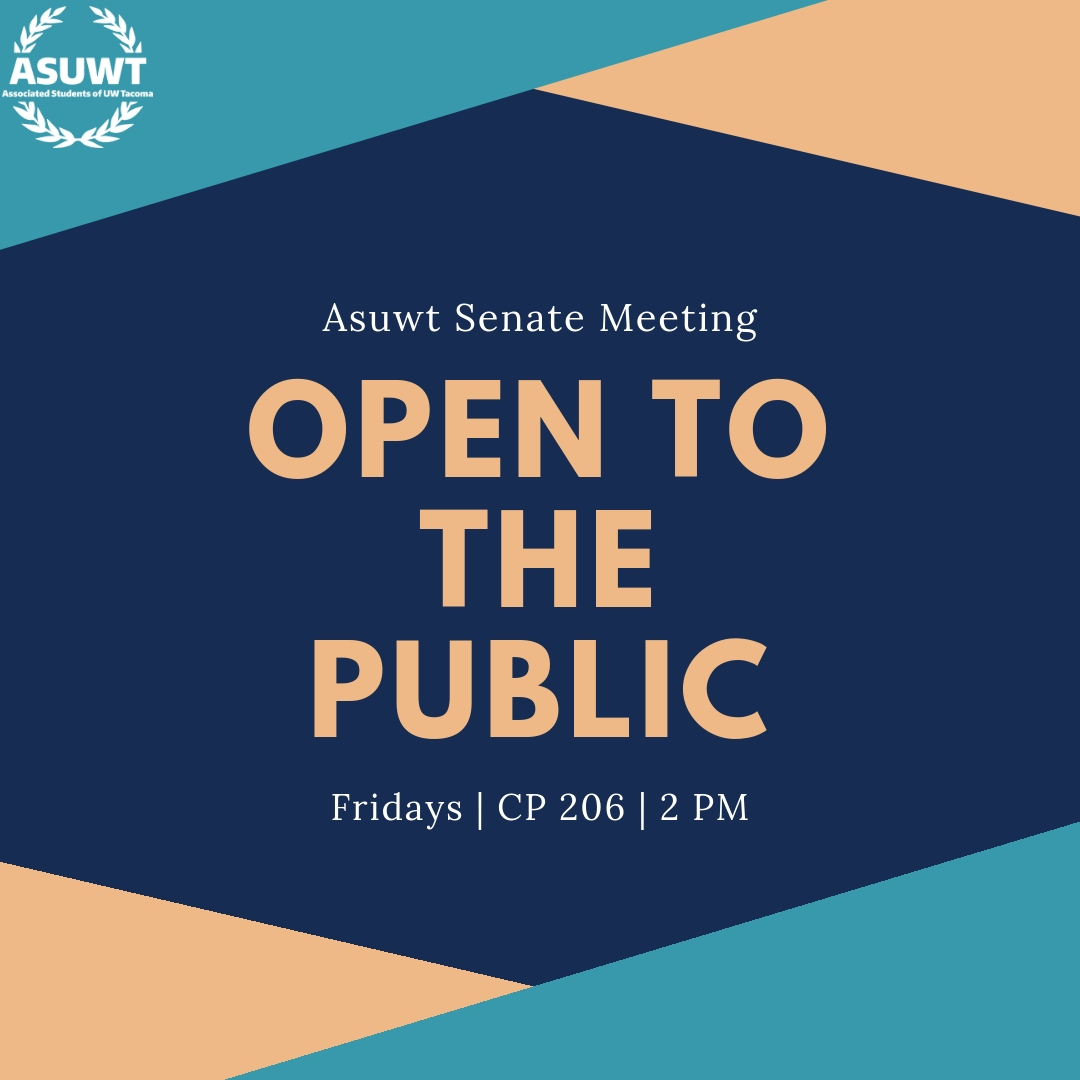 ASUWT
Associated Students of UW Tacoma
Asuwt Senate Meeting
OPEN TO
THE
PUBLIC
Fridays | CP 206 | 2 PM